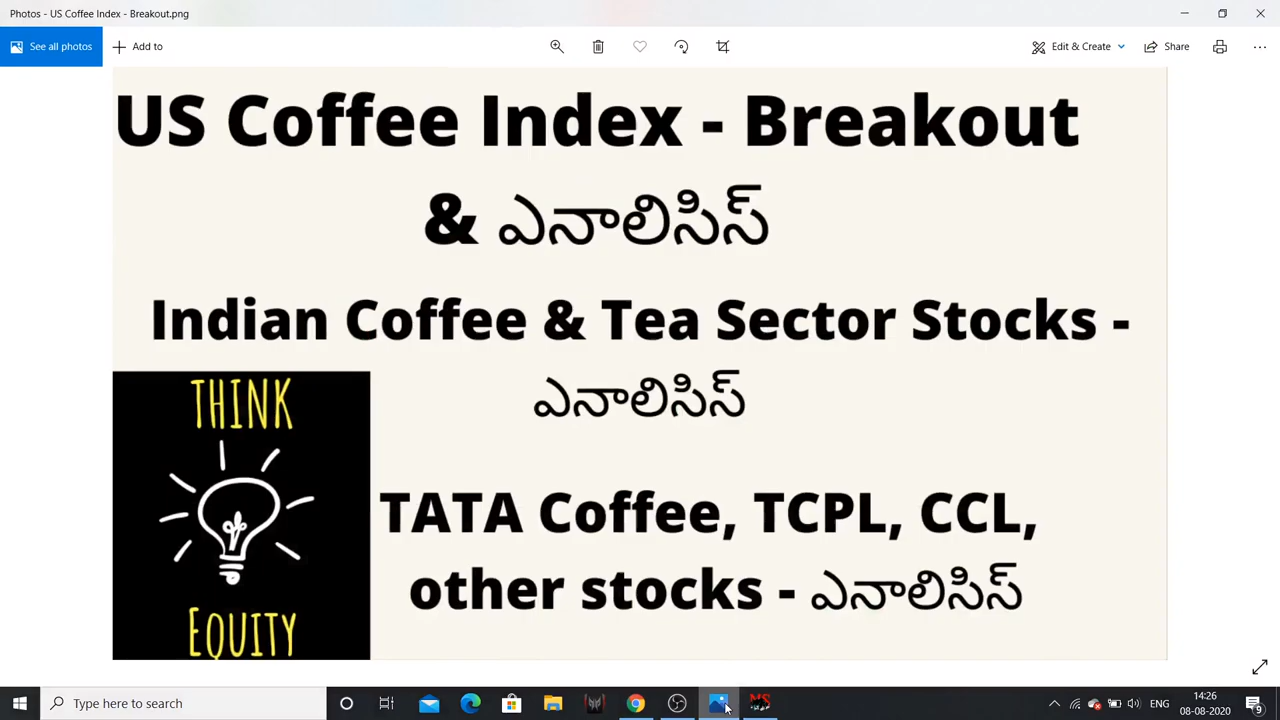 Photos - US Coffee Index - Breakout.png
See all photos
Add to
Edit & Create
Share
US Coffee Index - Breakout
& ఎనాలిసిస్
Indian Coffee & Tea Sector Stocks -
ఎనాలిసిస్
THINK
EQUITY
TATA Coffee, TCPL, CCL,
other stocks - ఎనాలిసిస్
Type here to search
ENG
14:26
08-08-2020